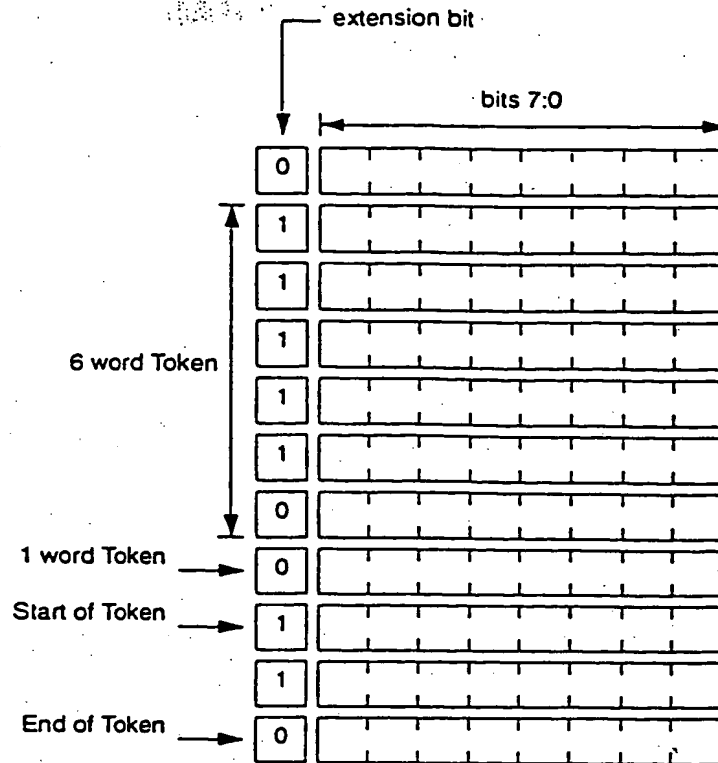 extension bit
bits 7:0
0
1
1
1
6 word Token
1
1
0
1 word Token
0
Start of Token
1
1
End of Token
0